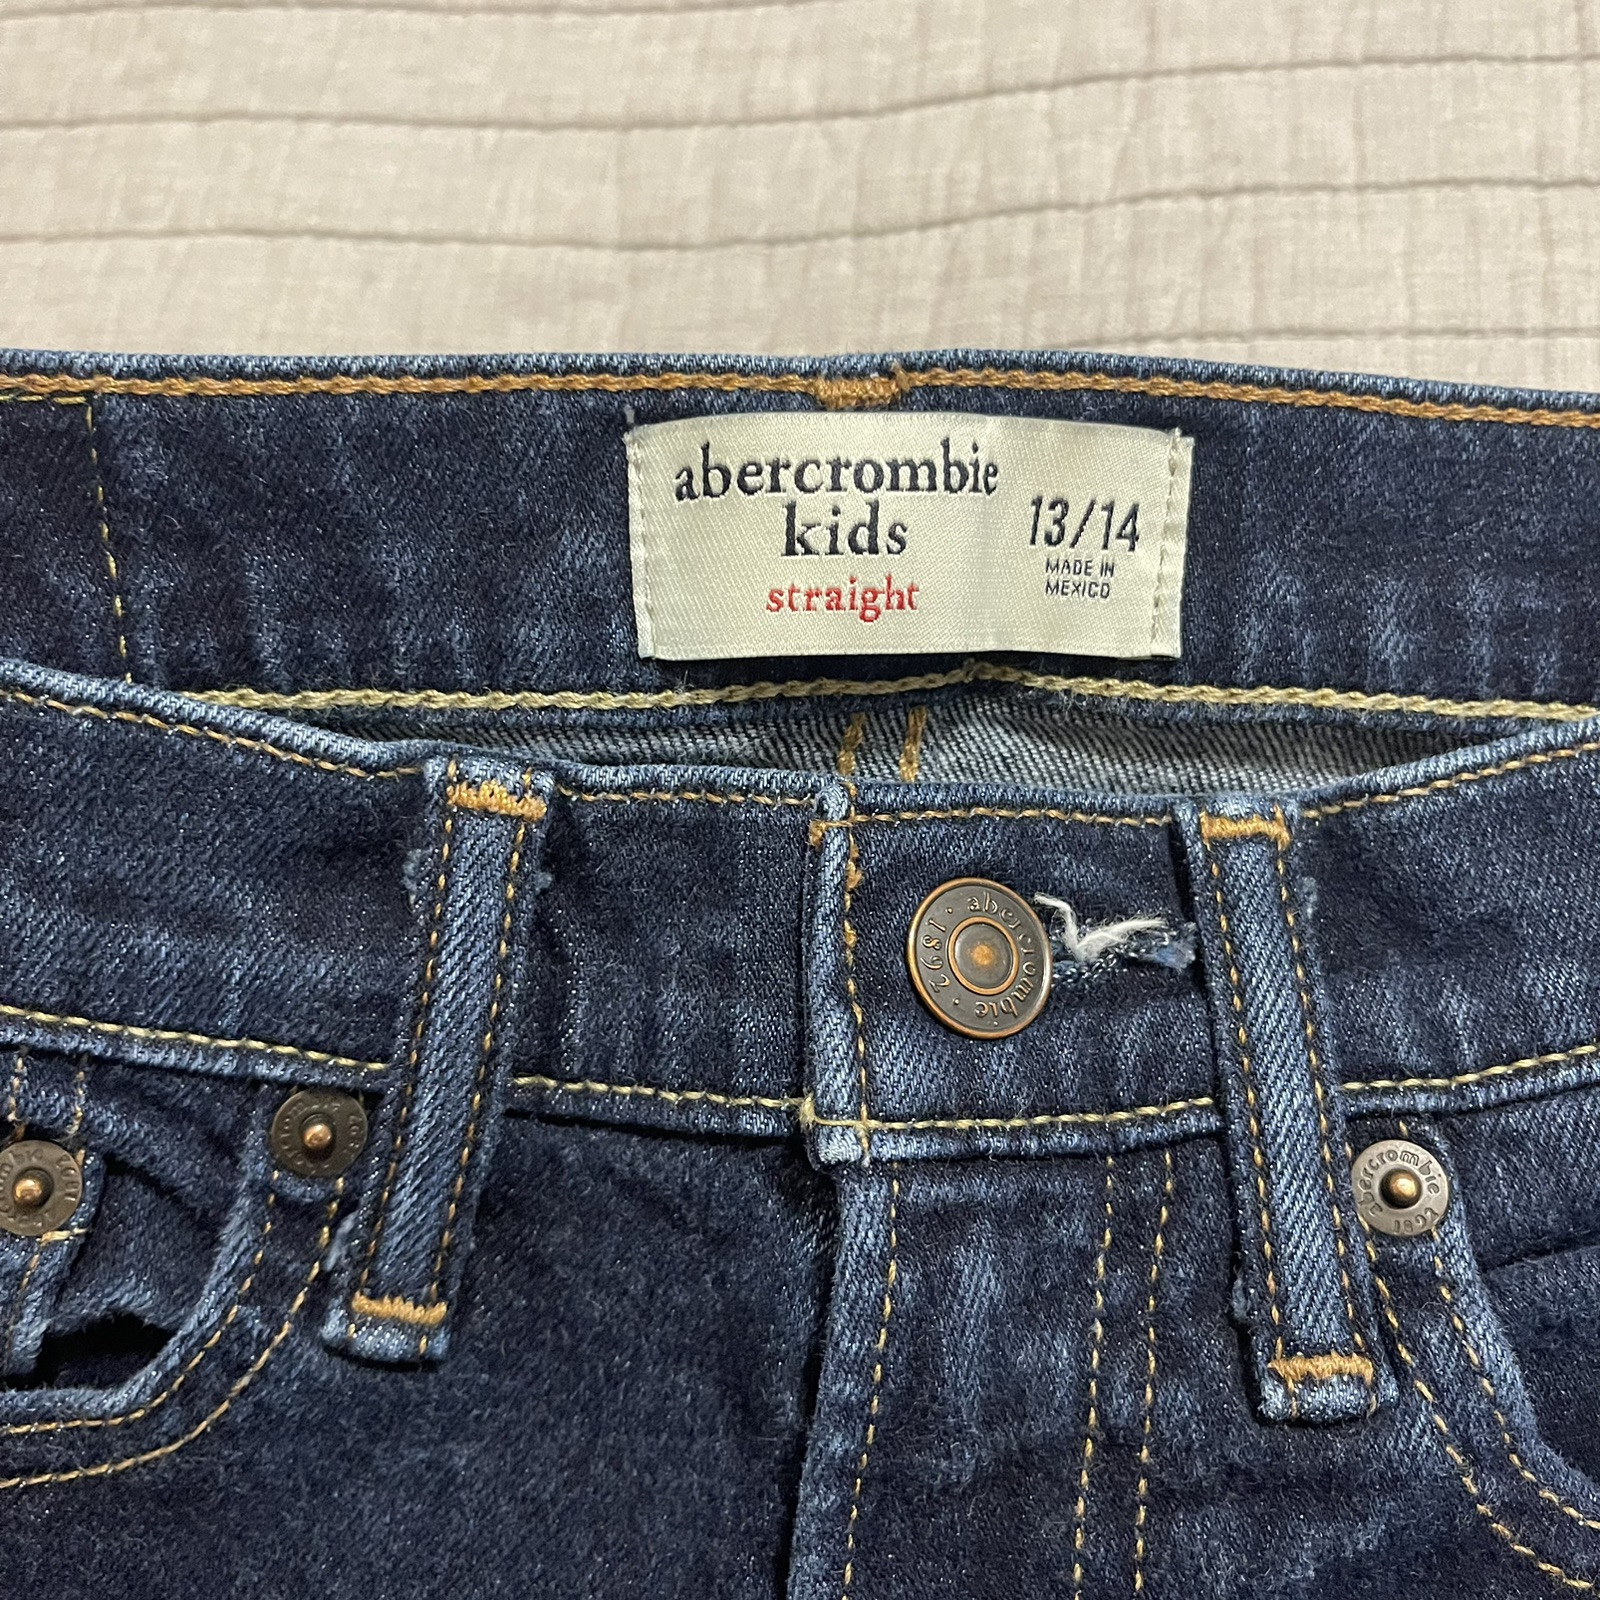 abercrombie
kids
straight
13/14
MADE IN
MEXICO
abercrombie · 1892 ·
abercrombie 1892